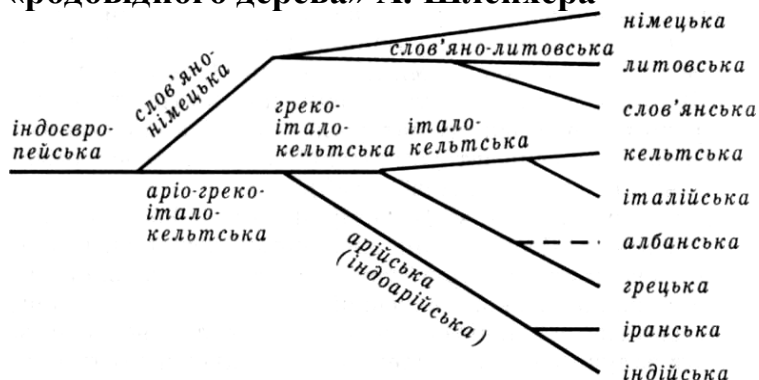 «родовідного дерева» А. Шлейхера
німецька
слов’яно-литовська
литовська
слов’яно-
німецька
слов’янська
індоєвро-
пейська
греко-
італо-
кельтська
італо-
кельтська
кельтська
аріо-греко-
італо-
кельтська
італійська
албанська
арійська
(індоарійська)
грецька
іранська
індійська